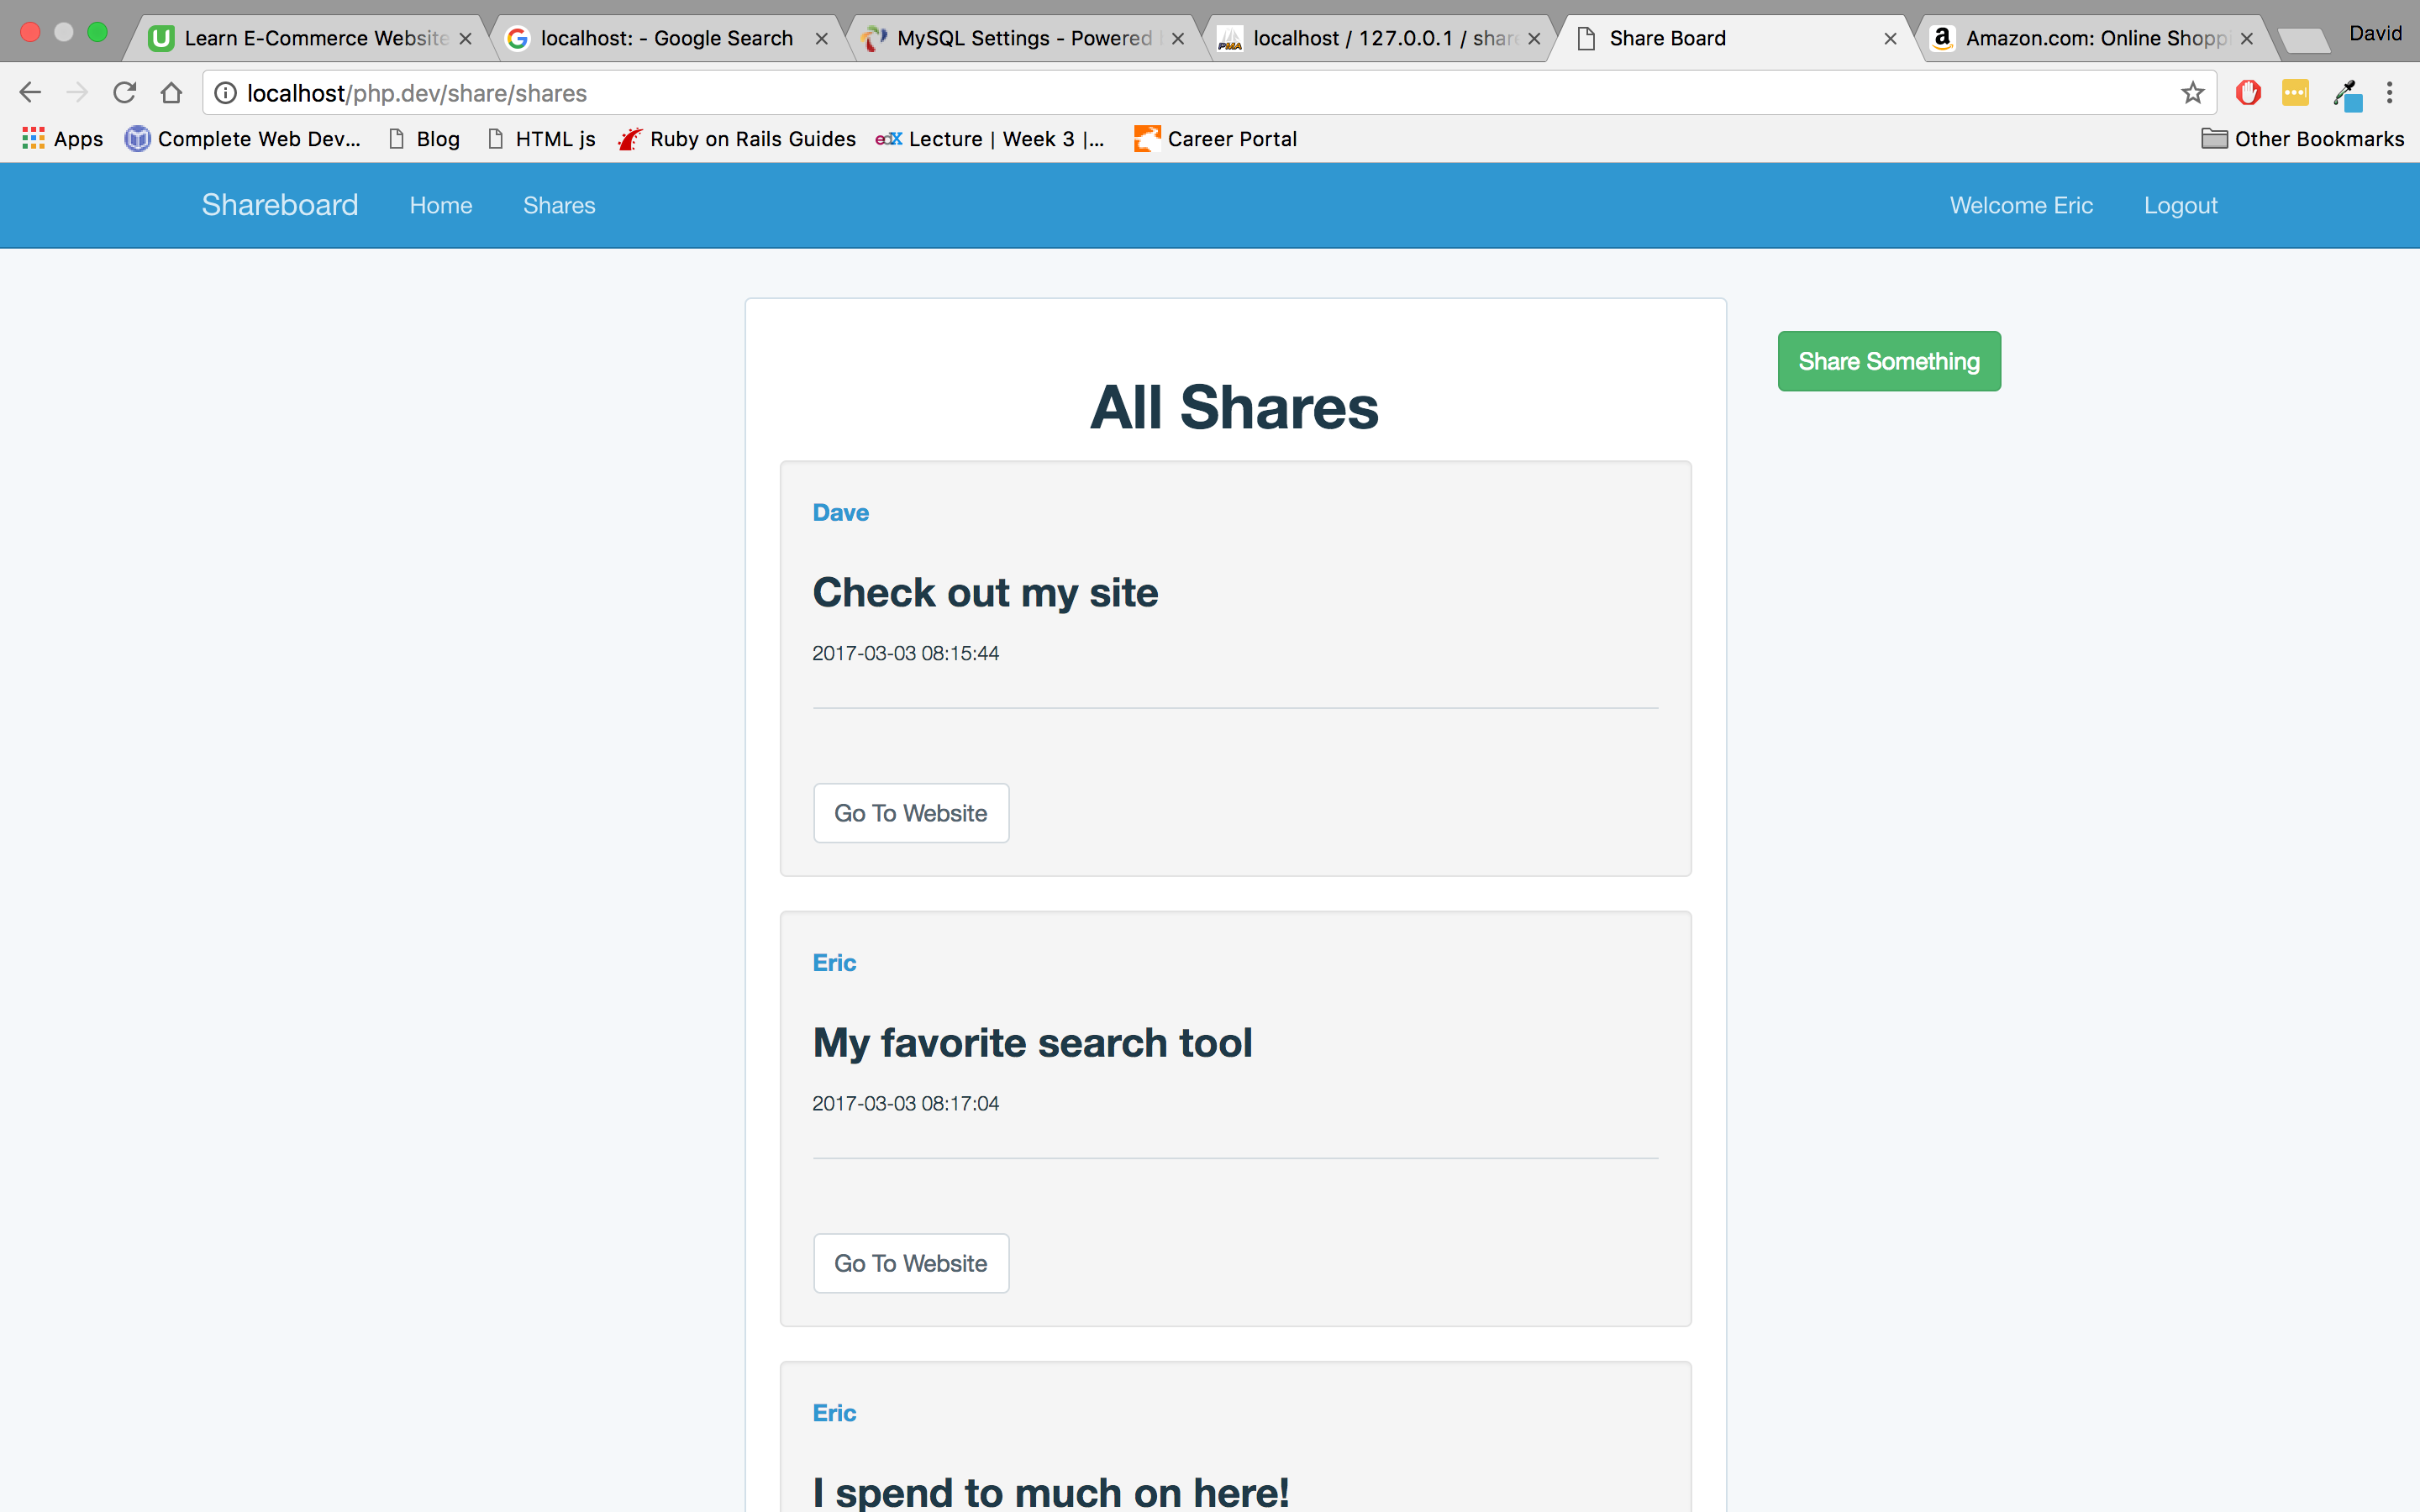 Learn E-Commerce Website
localhost: - Google Search
MySQL Settings - Powered
localhost / 127.0.0.1 / share
Share Board
Amazon.com: Online Shoppi
David
localhost/php.dev/share/shares
Apps
Complete Web Dev...
Blog
HTML js
Ruby on Rails Guides
edX
Lecture | Week 3 |...
Career Portal
Other Bookmarks
Shareboard
Home
Shares
Welcome Eric
Logout
Share Something
All Shares
Dave
Check out my site
2017-03-03 08:15:44
Go To Website
Eric
My favorite search tool
2017-03-03 08:17:04
Go To Website
Eric
I spend to much on here!